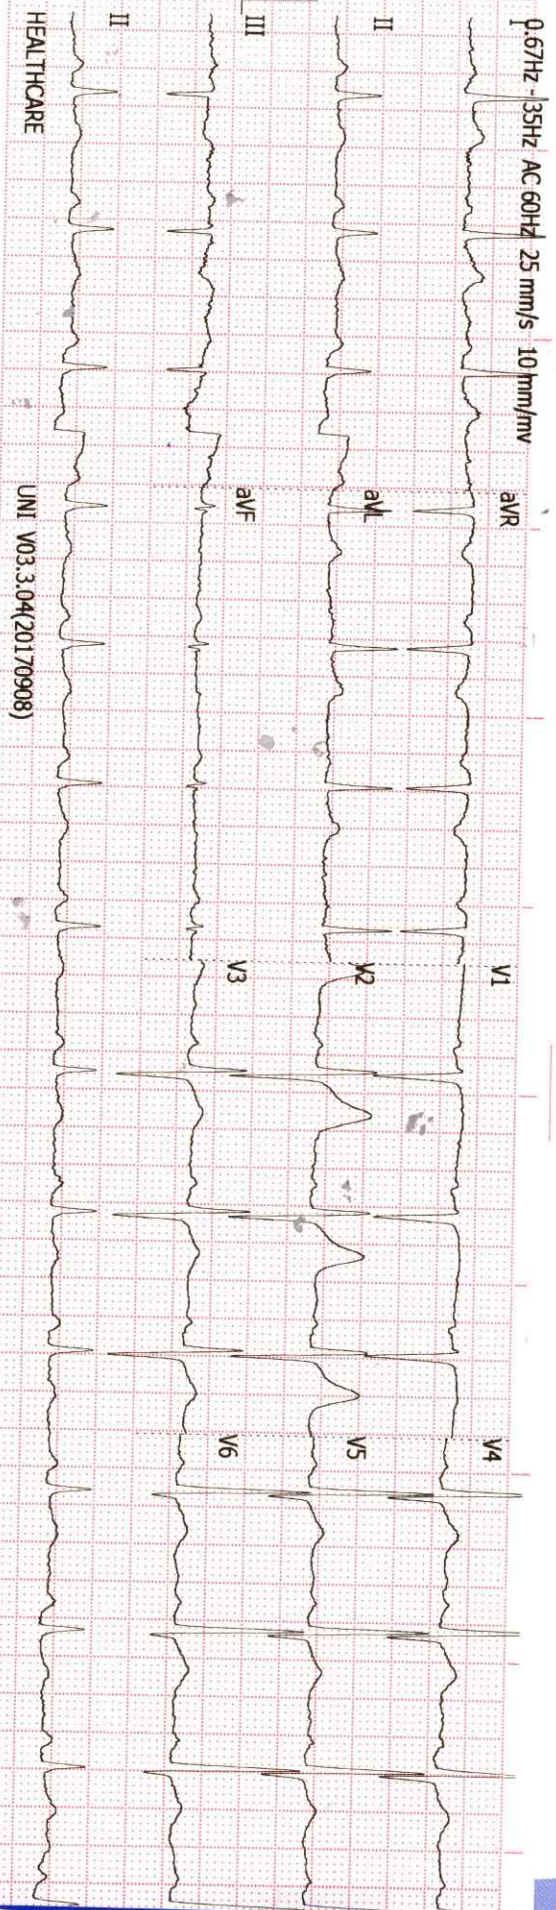 0.67Hz - 35Hz AC 60Hz 25 mm/s 10 mm/mv
I
aVR
V1
V4
II
aVL
V2
V5
III
aVF
V3
V6
II
HEALTHCARE
UNI V03.3.04(20170908)